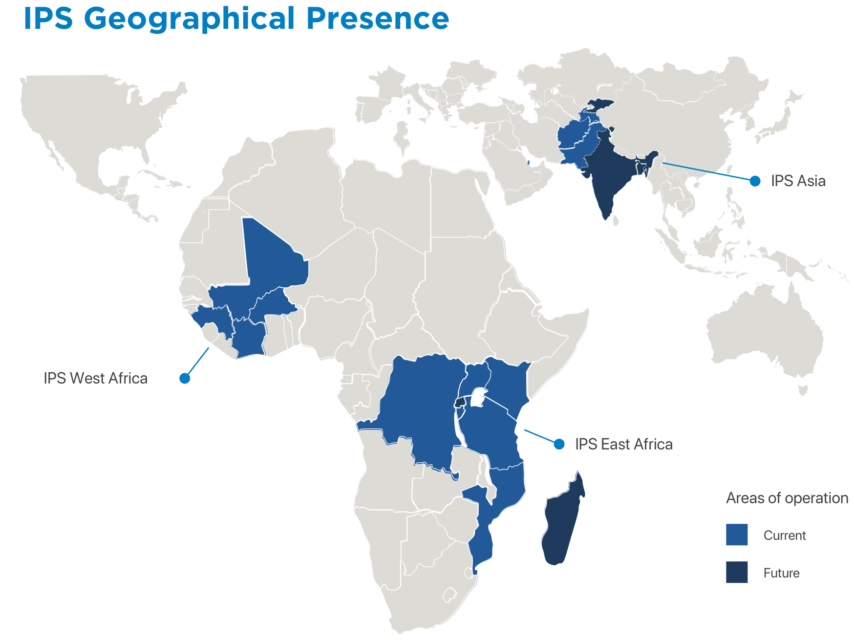 IPS Geographical Presence
IPS Asia
IPS West Africa
IPS East Africa
Areas of operation
Current
Future